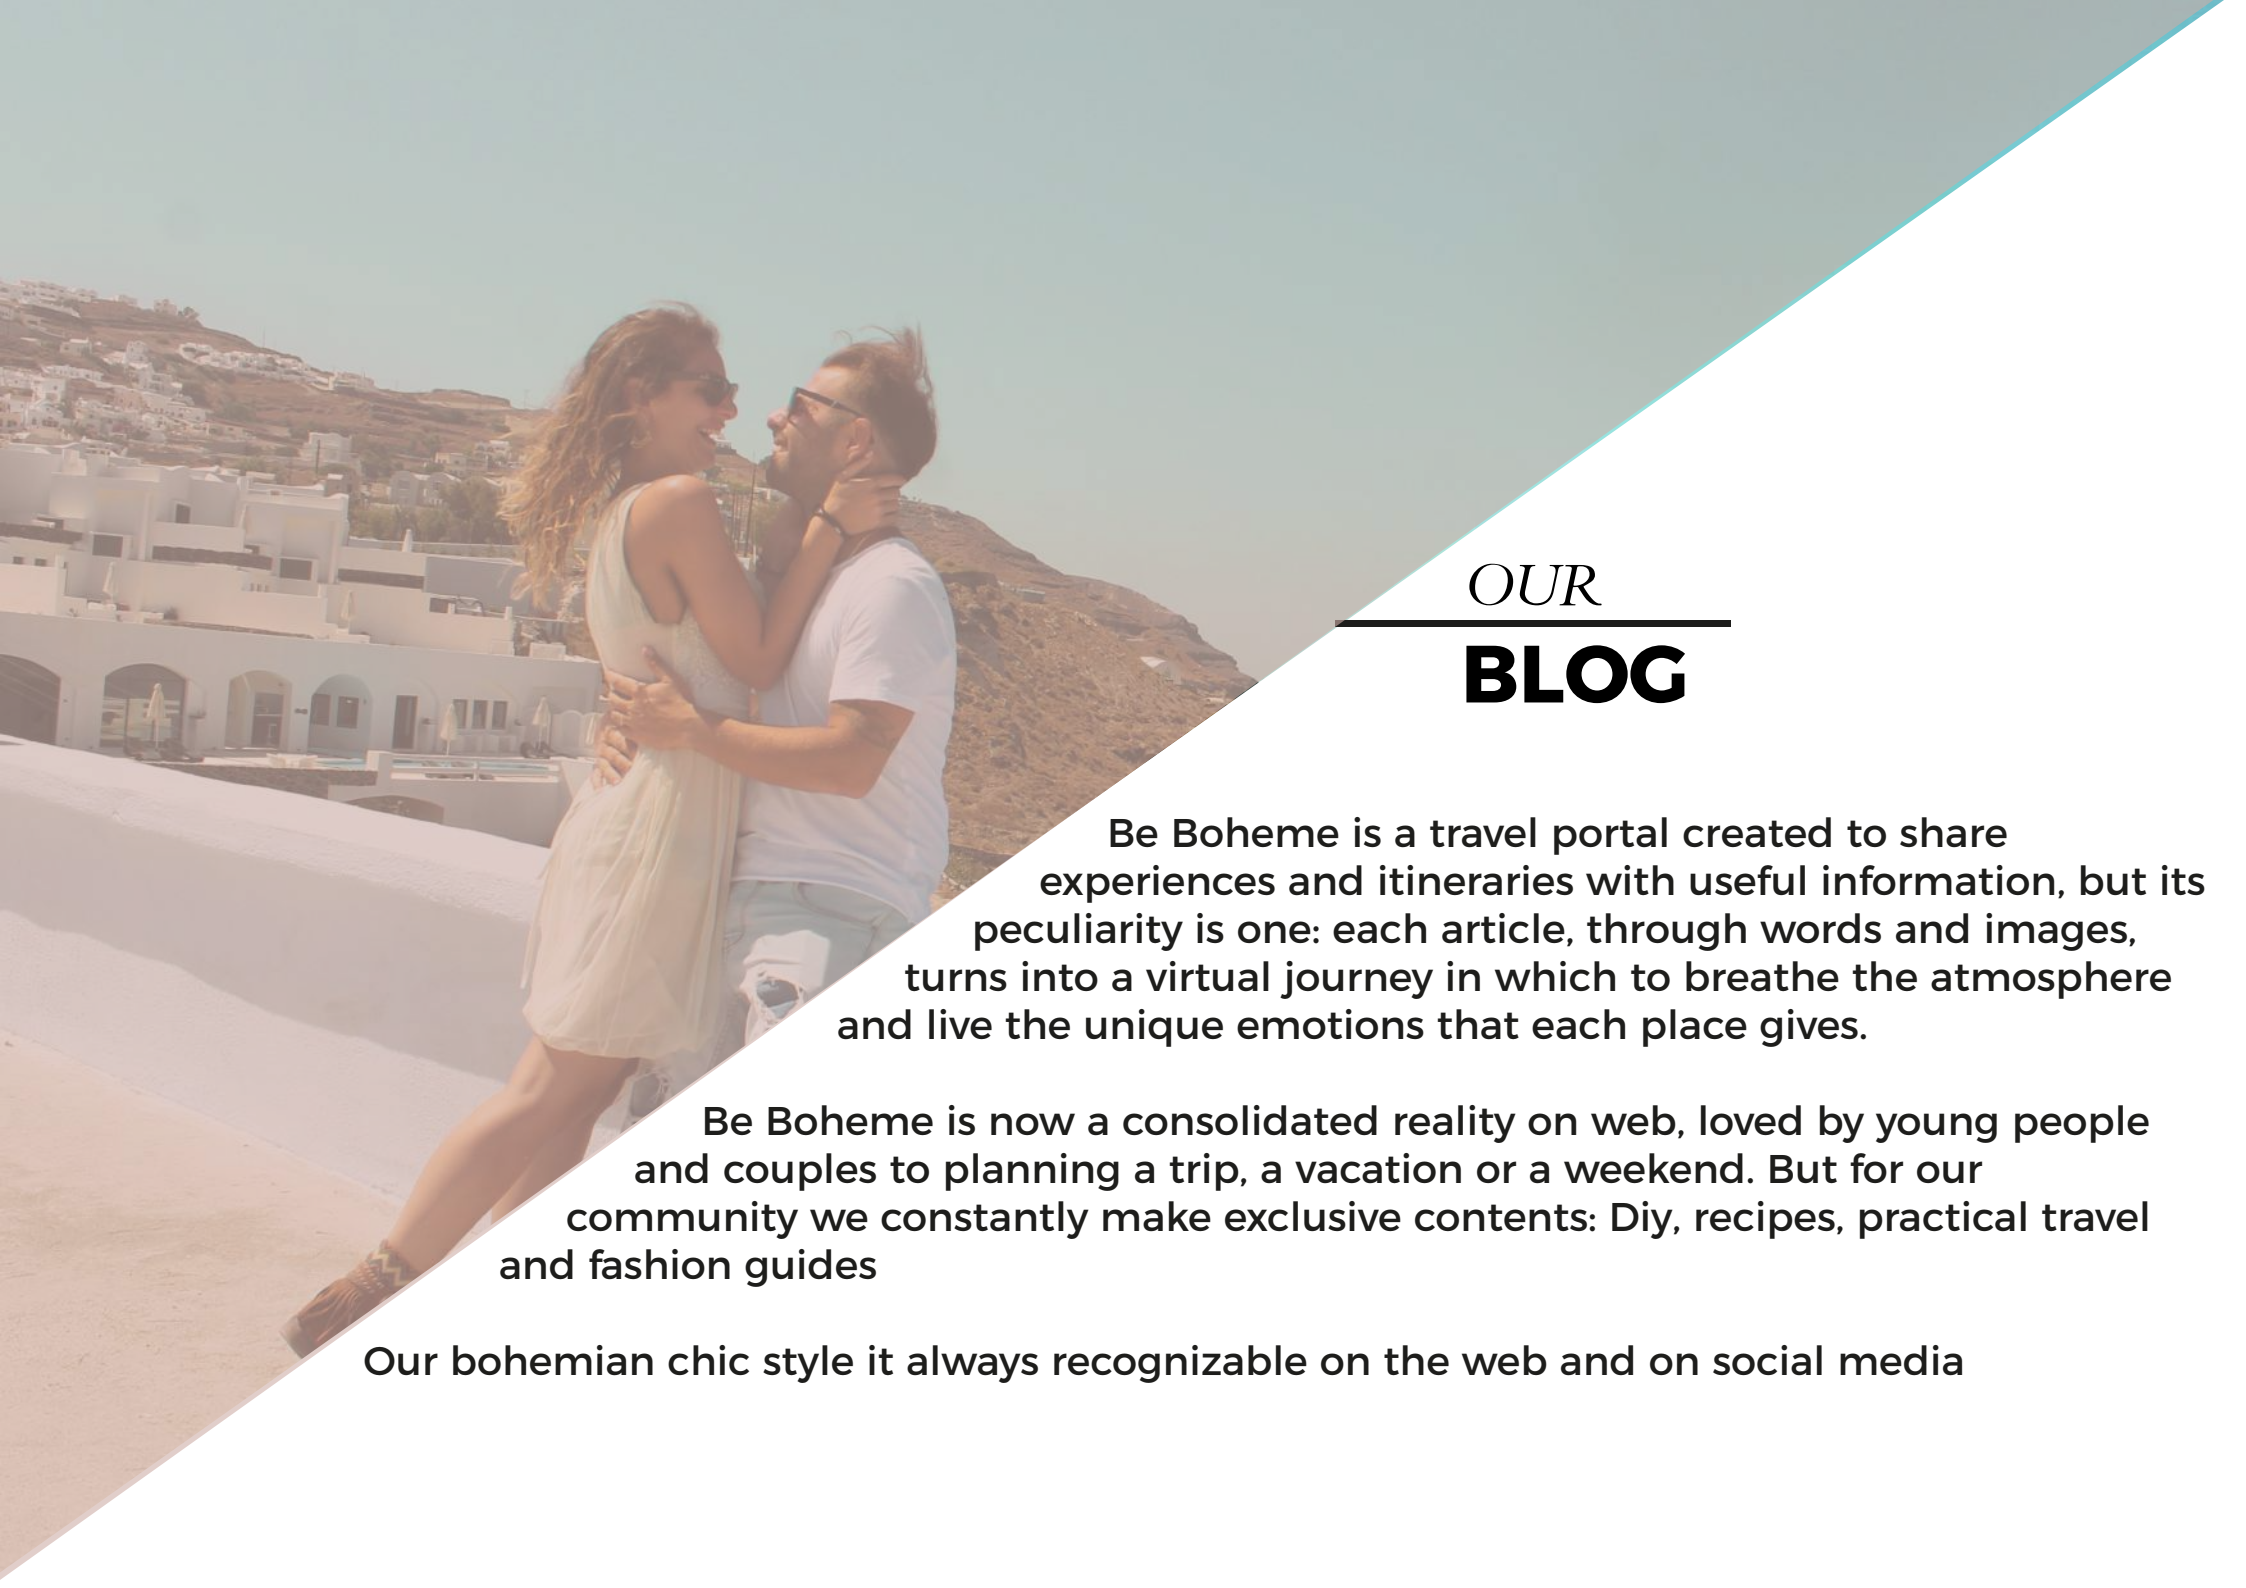 OUR
BLOG
Be Boheme is a travel portal created to share
experiences and itineraries with useful information, but its
peculiarity is one: each article, through words and images,
turns into a virtual journey in which to breathe the atmosphere
and live the unique emotions that each place gives.
Be Boheme is now a consolidated reality on web, loved by young people
and couples to planning a trip, a vacation or a weekend. But for our
community we constantly make exclusive contents: Diy, recipes, practical travel
and fashion guides
Our bohemian chic style it always recognizable on the web and on social media